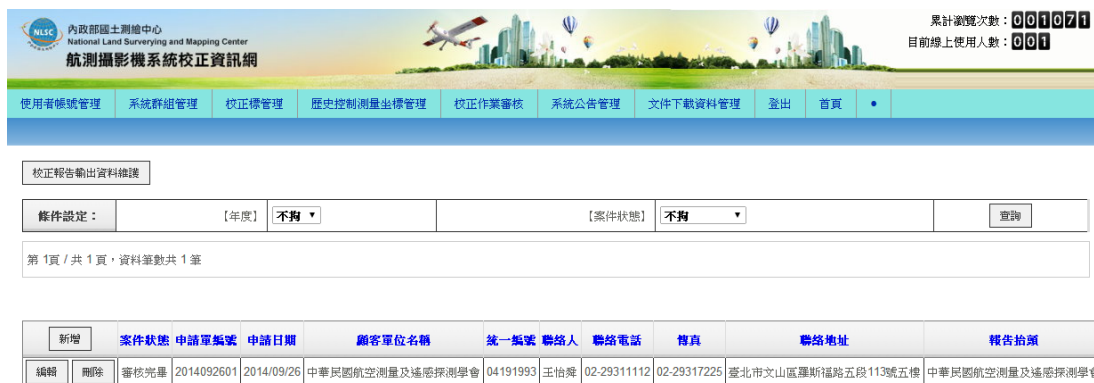 NLSC
內政部國土測繪中心
National Land Surverying and Mapping Center
航測攝影機系統校正資訊網
累計瀏覽次數：001071
目前線上使用人數：001
使用者帳號管理 系統群組管理 校正標管理 歷史控制測量坐標管理 校正作業審核 系統公告管理 文件下載資料管理 登出 首頁
校正報告輸出資料維護
條件設定： 【年度】 不拘 【案件狀態】 不拘 查詢
第 1頁 / 共 1 頁，資料筆數共 1 筆
新增 案件狀態 申請單編號 申請日期 顧客單位名稱 統一編號 聯絡人 聯絡電話 傳真 聯絡地址 報告抬頭
編輯 刪除 審核完畢 2014092601 2014/09/26 中華民國航空測量及遙感探測學會 04191993 王怡舜 02-29311112 02-29317225 臺北市文山區羅斯福路五段113號五樓 中華民國航空測量及遙感探測學會